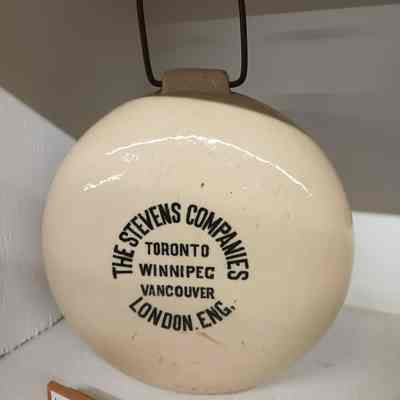 THE STEVENS COMPANIES
TORONTO
WINNIPEG
VANCOUVER
LONDON. ENG.